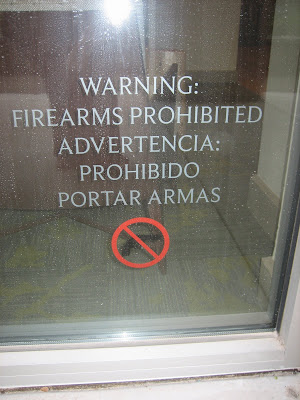 WARNING:
FIREARMS PROHIBITED
ADVERTENCIA:
PROHIBIDO
PORTAR ARMAS